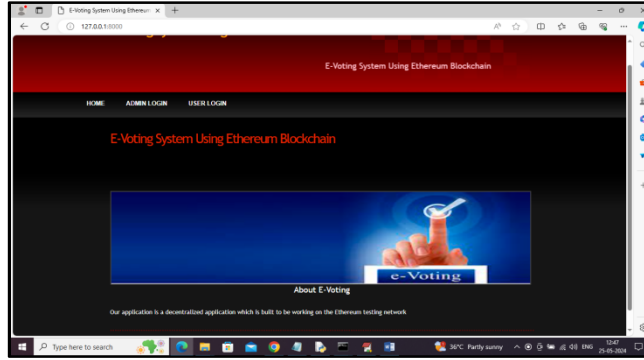 E-Voting System Using Ethereum
127.0.0.1:8000
E-Voting System Using Ethereum Blockchain
HOME ADMIN LOGIN USER LOGIN
E-Voting System Using Ethereum Blockchain
e-Voting
About E-Voting
Our application is a decentralized application which is built to be working on the Ethereum testing network
Type here to search
36°C Partly sunny
ENG
12:47
25-05-2024